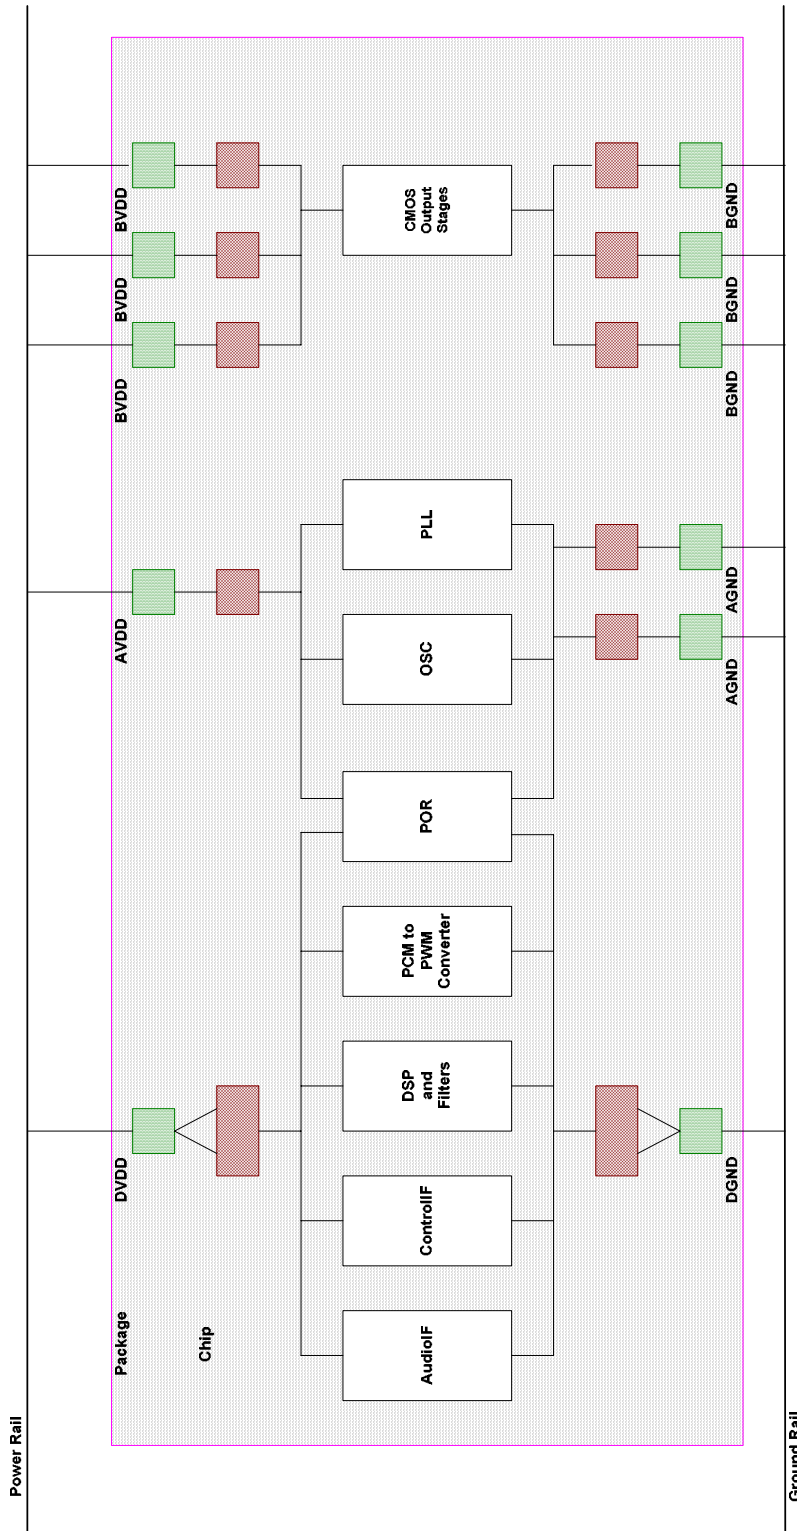 Power Rail
Package
Chip
DVDD
AVDD
BVDD
BVDD
BVDD
AudioIF
ControlIF
DSP
and
Filters
PCM to
PWM
Converter
POR
OSC
PLL
CMOS
Output
Stages
DGND
AGND
AGND
BGND
BGND
BGND
Ground Rail